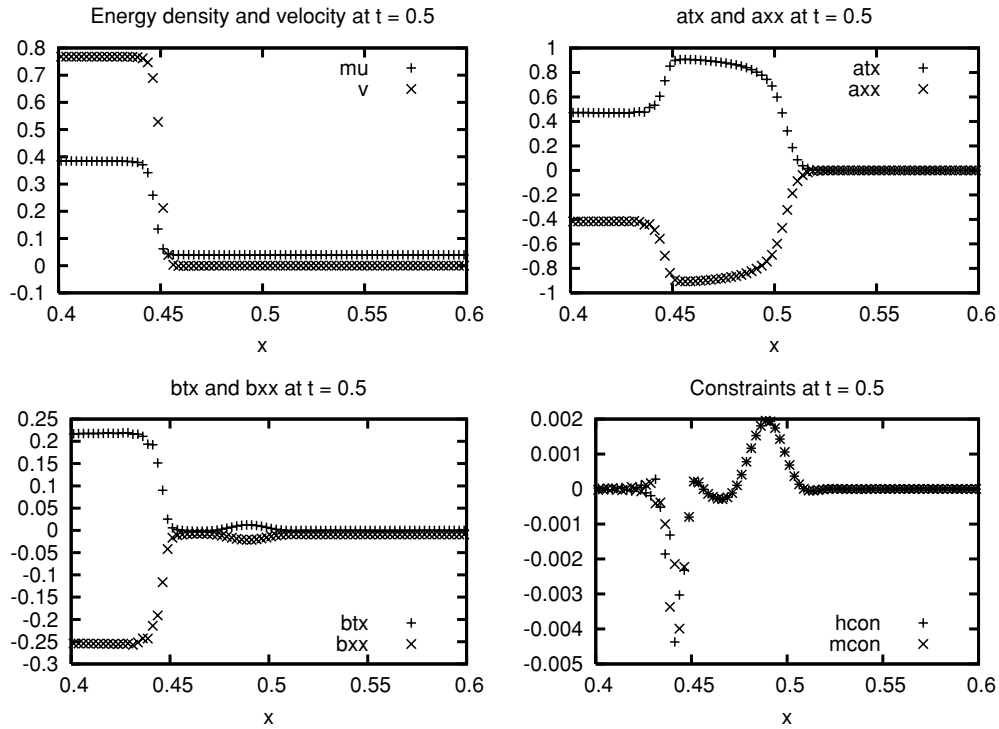 Energy density and velocity at t = 0.5
0.8
0.7
0.6
0.5
0.4
0.3
0.2
0.1
0
-0.1
mu
v
0.4 0.45 0.5 0.55 0.6
x
atx and axx at t = 0.5
1
0.8
0.6
0.4
0.2
0
-0.2
-0.4
-0.6
-0.8
-1
atx
axx
0.4 0.45 0.5 0.55 0.6
x
btx and bxx at t = 0.5
0.25
0.2
0.15
0.1
0.05
0
-0.05
-0.1
-0.15
-0.2
-0.25
-0.3
btx
bxx
0.4 0.45 0.5 0.55 0.6
x
Constraints at t = 0.5
0.002
0.001
0
-0.001
-0.002
-0.003
-0.004
-0.005
hcon
mcon
0.4 0.45 0.5 0.55 0.6
x